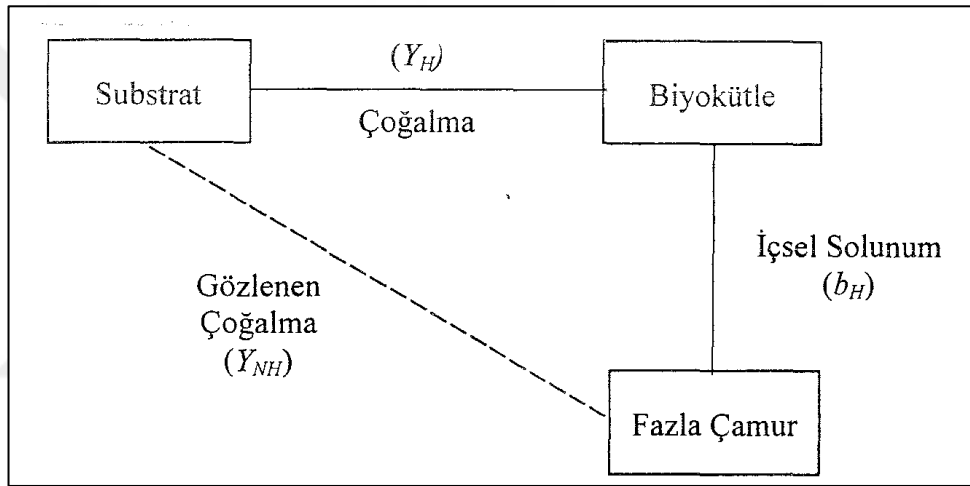 (Y_H)
Substrat
Biyokütle
Çoğalma
İçsel Solunum
(b_H)
Gözlenen
Çoğalma
(Y_NH)
Fazla Çamur